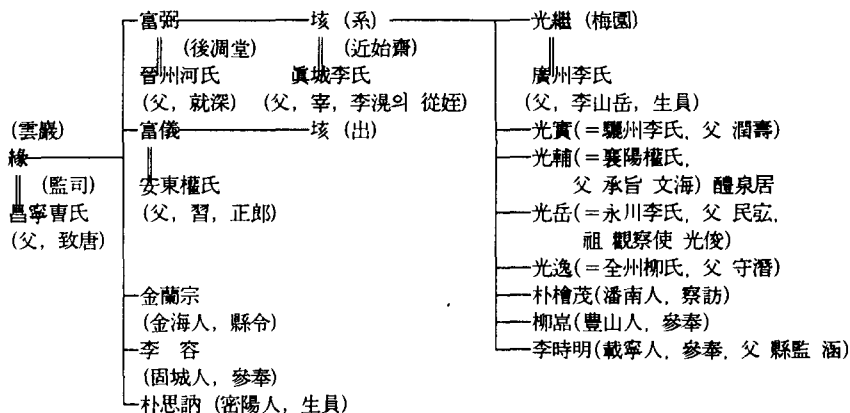 富弼 垓 (系) 光繼 (梅園)
(後凋堂) (近始齋)
晉州河氏 眞城李氏 廣州李氏
(父, 就深) (父, 宰, 李滉의 從姪) (父, 李山岳, 生員)
(雲巖) 富儀 垓 (出) 光實(=驪州李氏, 父 潤壽)
緣 光輔(=襄陽權氏,
(監司) 安東權氏 父 承旨 文海) 醴泉居
昌寧曺氏 (父, 習, 正郎) 光岳(=永川李氏, 父 民宖,
(父, 致唐) 祖 觀察使 光俊)
光逸(=全州柳氏, 父 守潛)
金蘭宗 朴檜茂(潘南人, 察訪)
(金海人, 縣令) 柳嵓(豊山人, 參奉)
李 容 李時明(載寧人, 參奉, 父 縣監 涵)
(固城人, 參奉)
朴思訥 (密陽人, 生員)